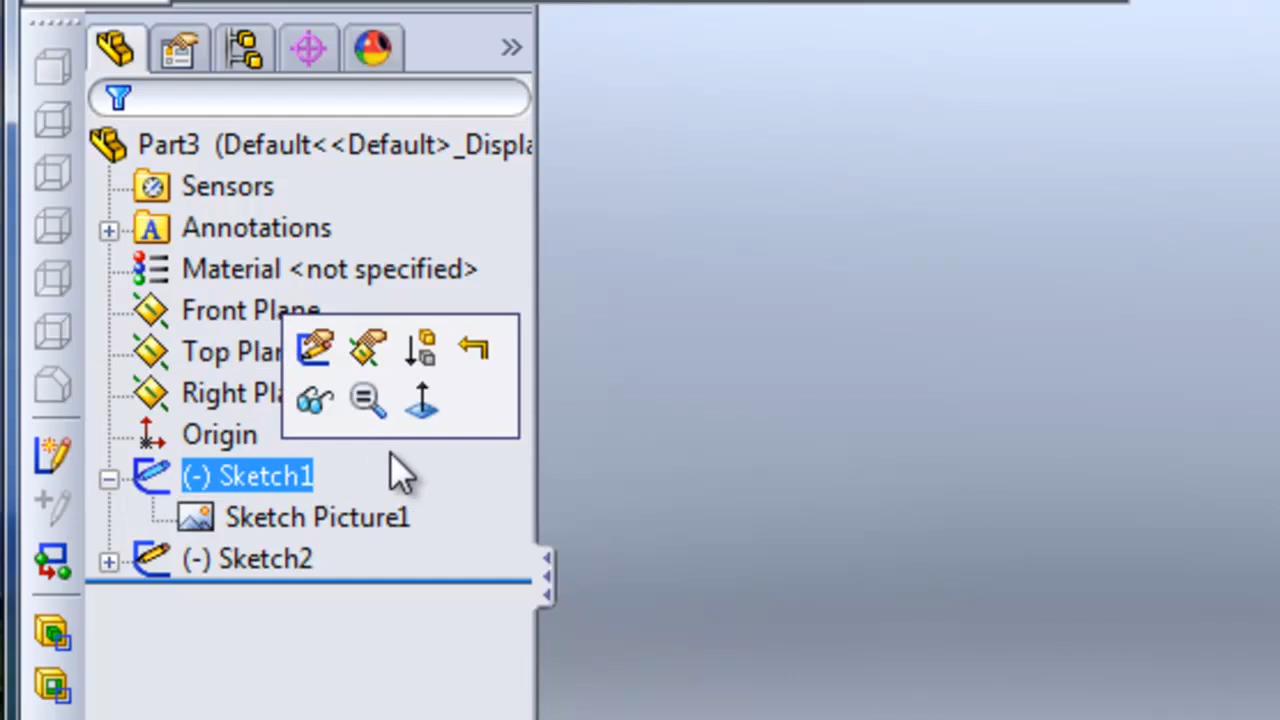 Part3 (Default<<Default>_Displa
Sensors
Annotations
Material <not specified>
Front Plane
Top Plan
Right Pla
Origin
(-) Sketch1
Sketch Picture1
(-) Sketch2